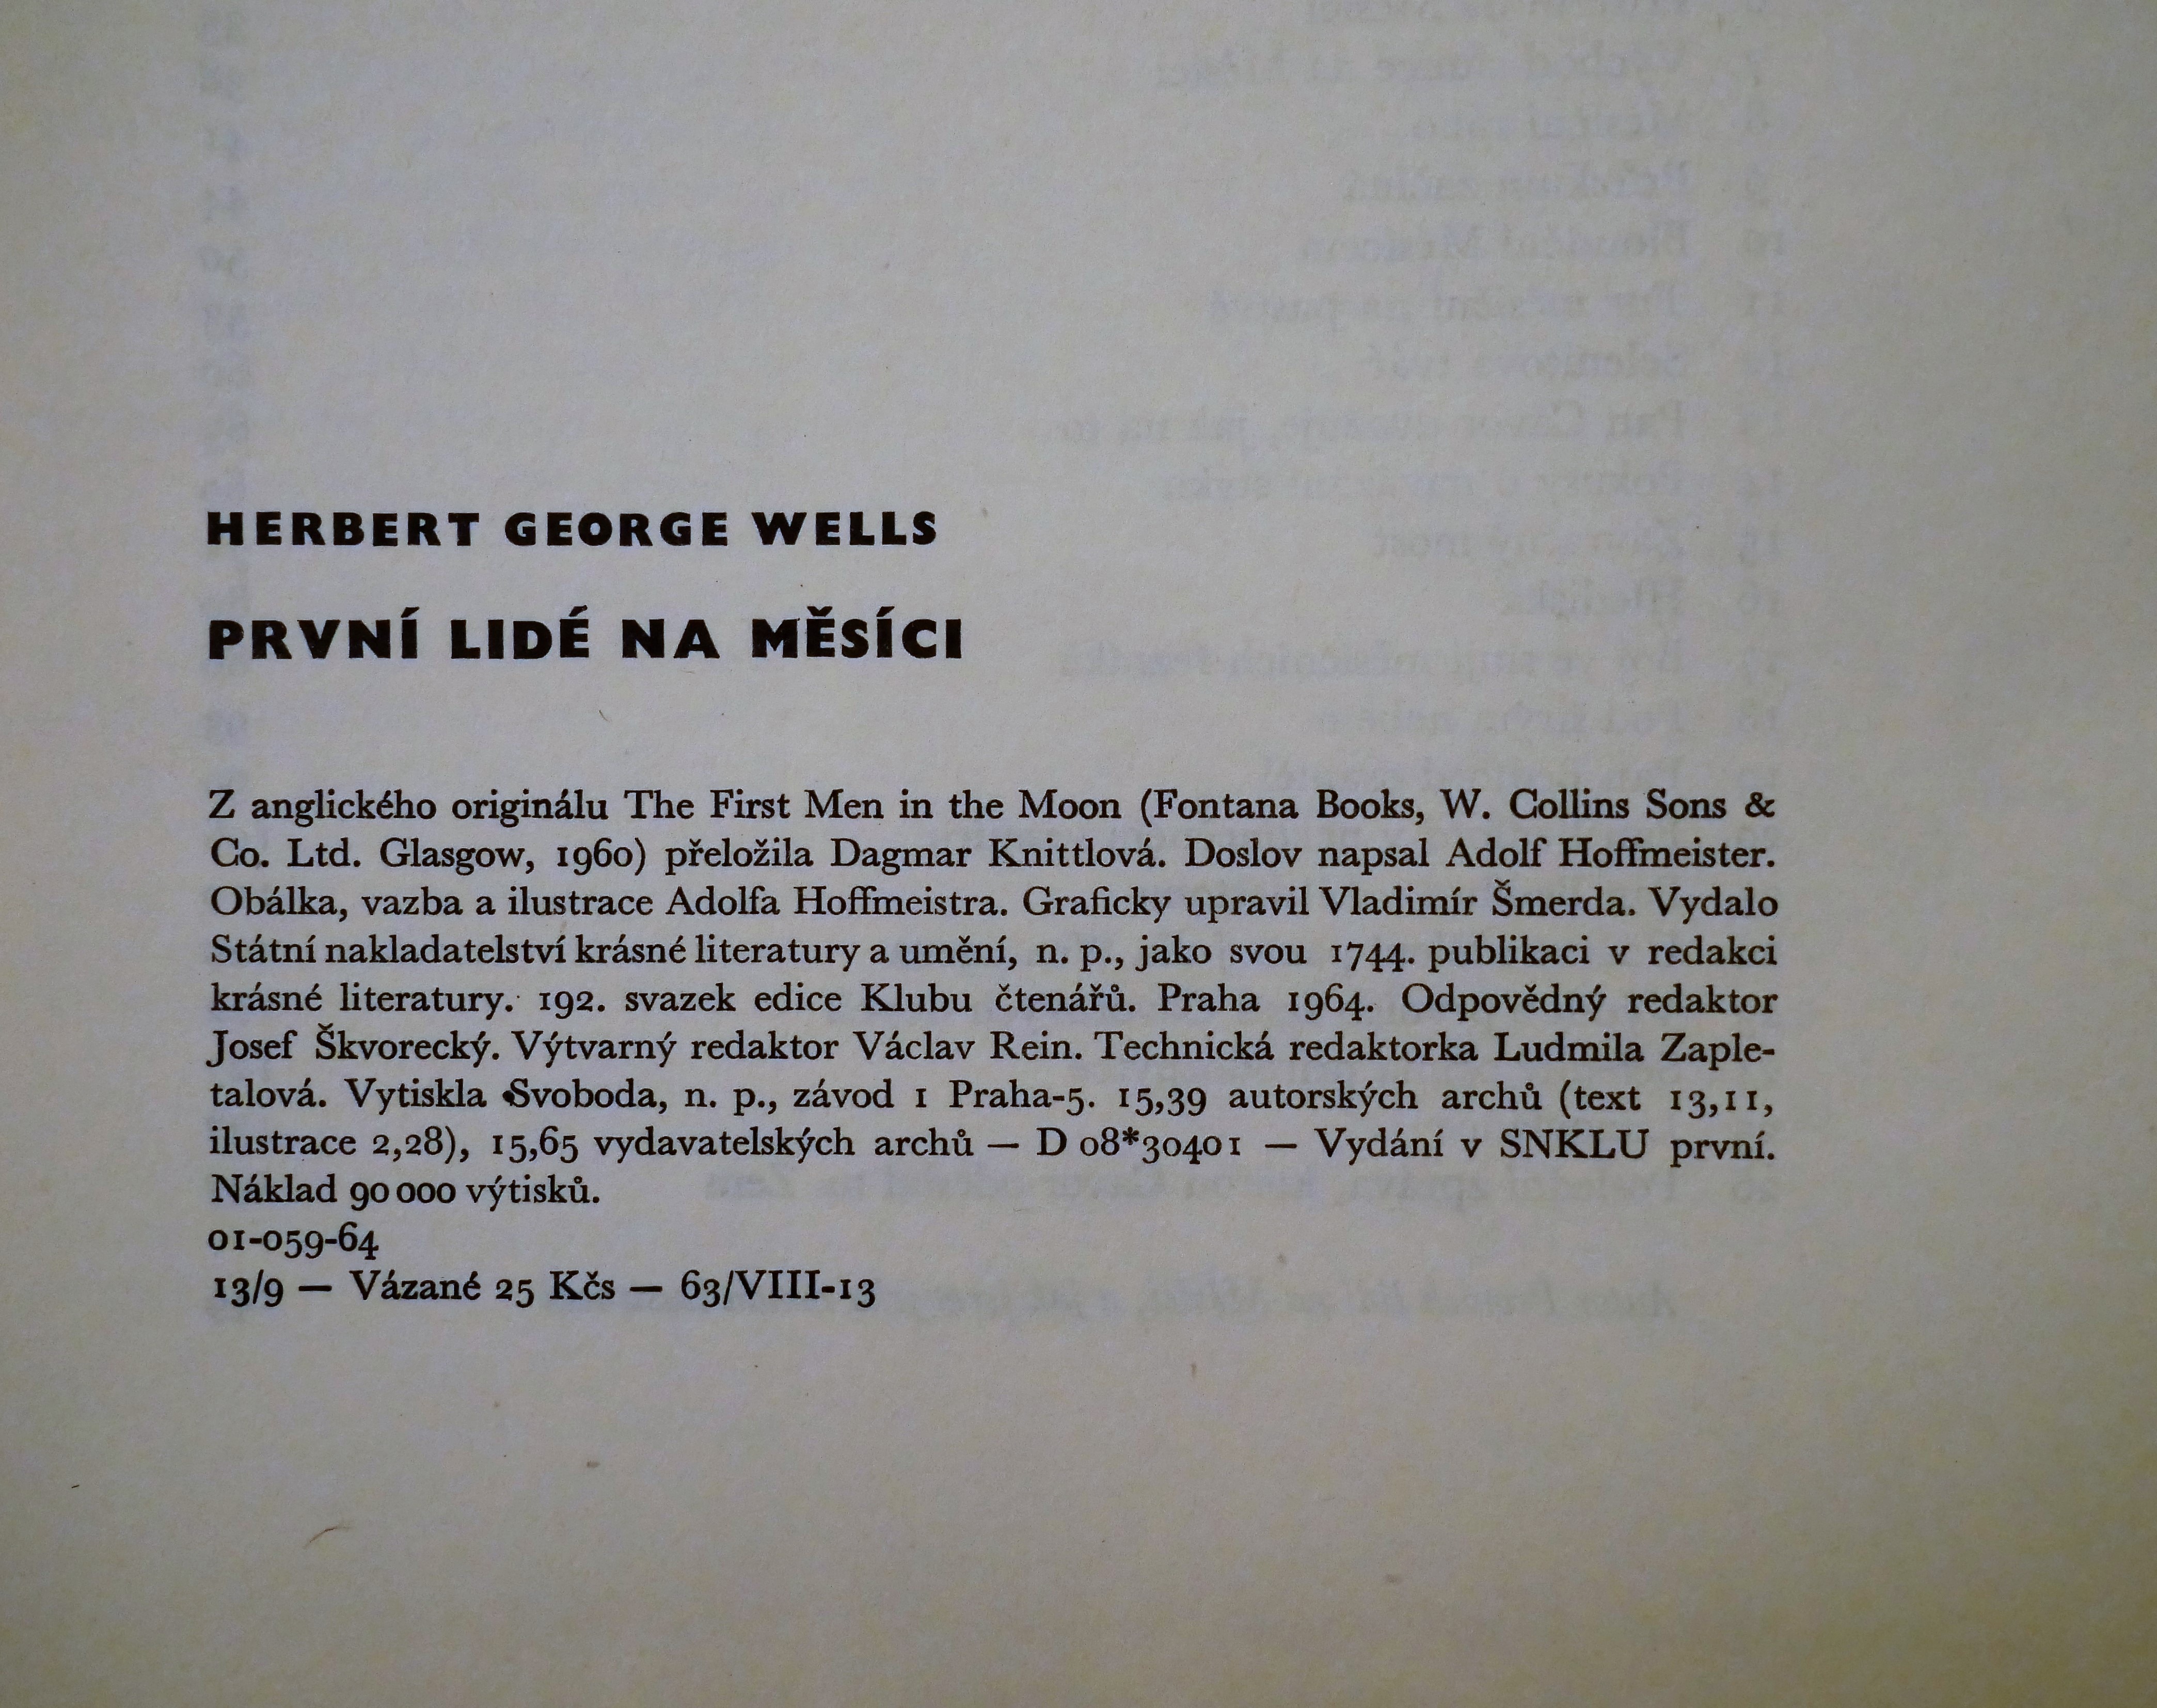 HERBERT GEORGE WELLS
PRVNÍ LIDÉ NA MĚSÍCI
Z anglického originálu The First Men in the Moon (Fontana Books, W. Collins Sons &
Co. Ltd. Glasgow, 1960) přeložila Dagmar Knittlová. Doslov napsal Adolf Hoffmeister.
Obálka, vazba a ilustrace Adolfa Hoffmeistra. Graficky upravil Vladimír Šmerda. Vydalo
Státní nakladatelství krásné literatury a umění, n. p., jako svou 1744. publikaci v redakci
krásné literatury. 192. svazek edice Klubu čtenářů. Praha 1964. Odpovědný redaktor
Josef Škvorecký. Výtvarný redaktor Václav Rein. Technická redaktorka Ludmila Zaple-
talová. Vytiskla Svoboda, n. p., závod 1 Praha-5. 15,39 autorských archů (text 13,11,
ilustrace 2,28), 15,65 vydavatelských archů — D 08*30401 — Vydání v SNKLU první.
Náklad 90 000 výtisků.
01-059-64
13/9 — Vázané 25 Kčs — 63/VIII-13